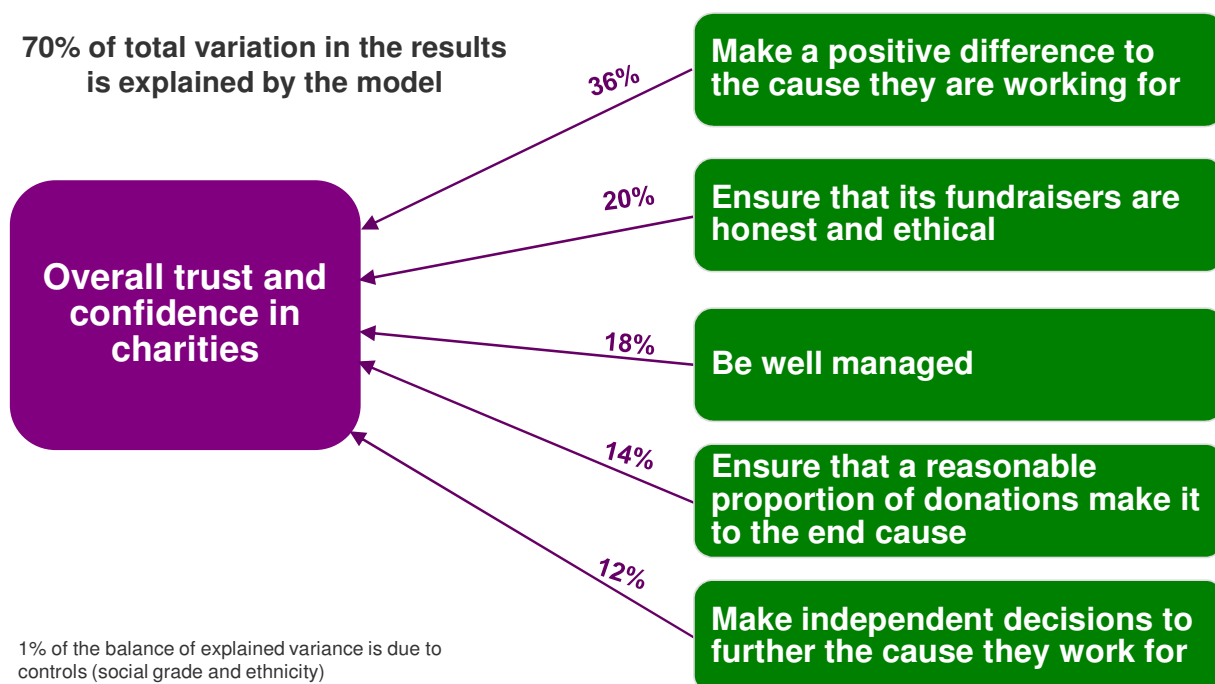 70% of total variation in the results
is explained by the model
Overall trust and
confidence in
charities
36%
Make a positive difference to
the cause they are working for
20%
Ensure that its fundraisers are
honest and ethical
18%
Be well managed
14%
Ensure that a reasonable
proportion of donations make it
to the end cause
12%
Make independent decisions to
further the cause they work for
1% of the balance of explained variance is due to
controls (social grade and ethnicity)